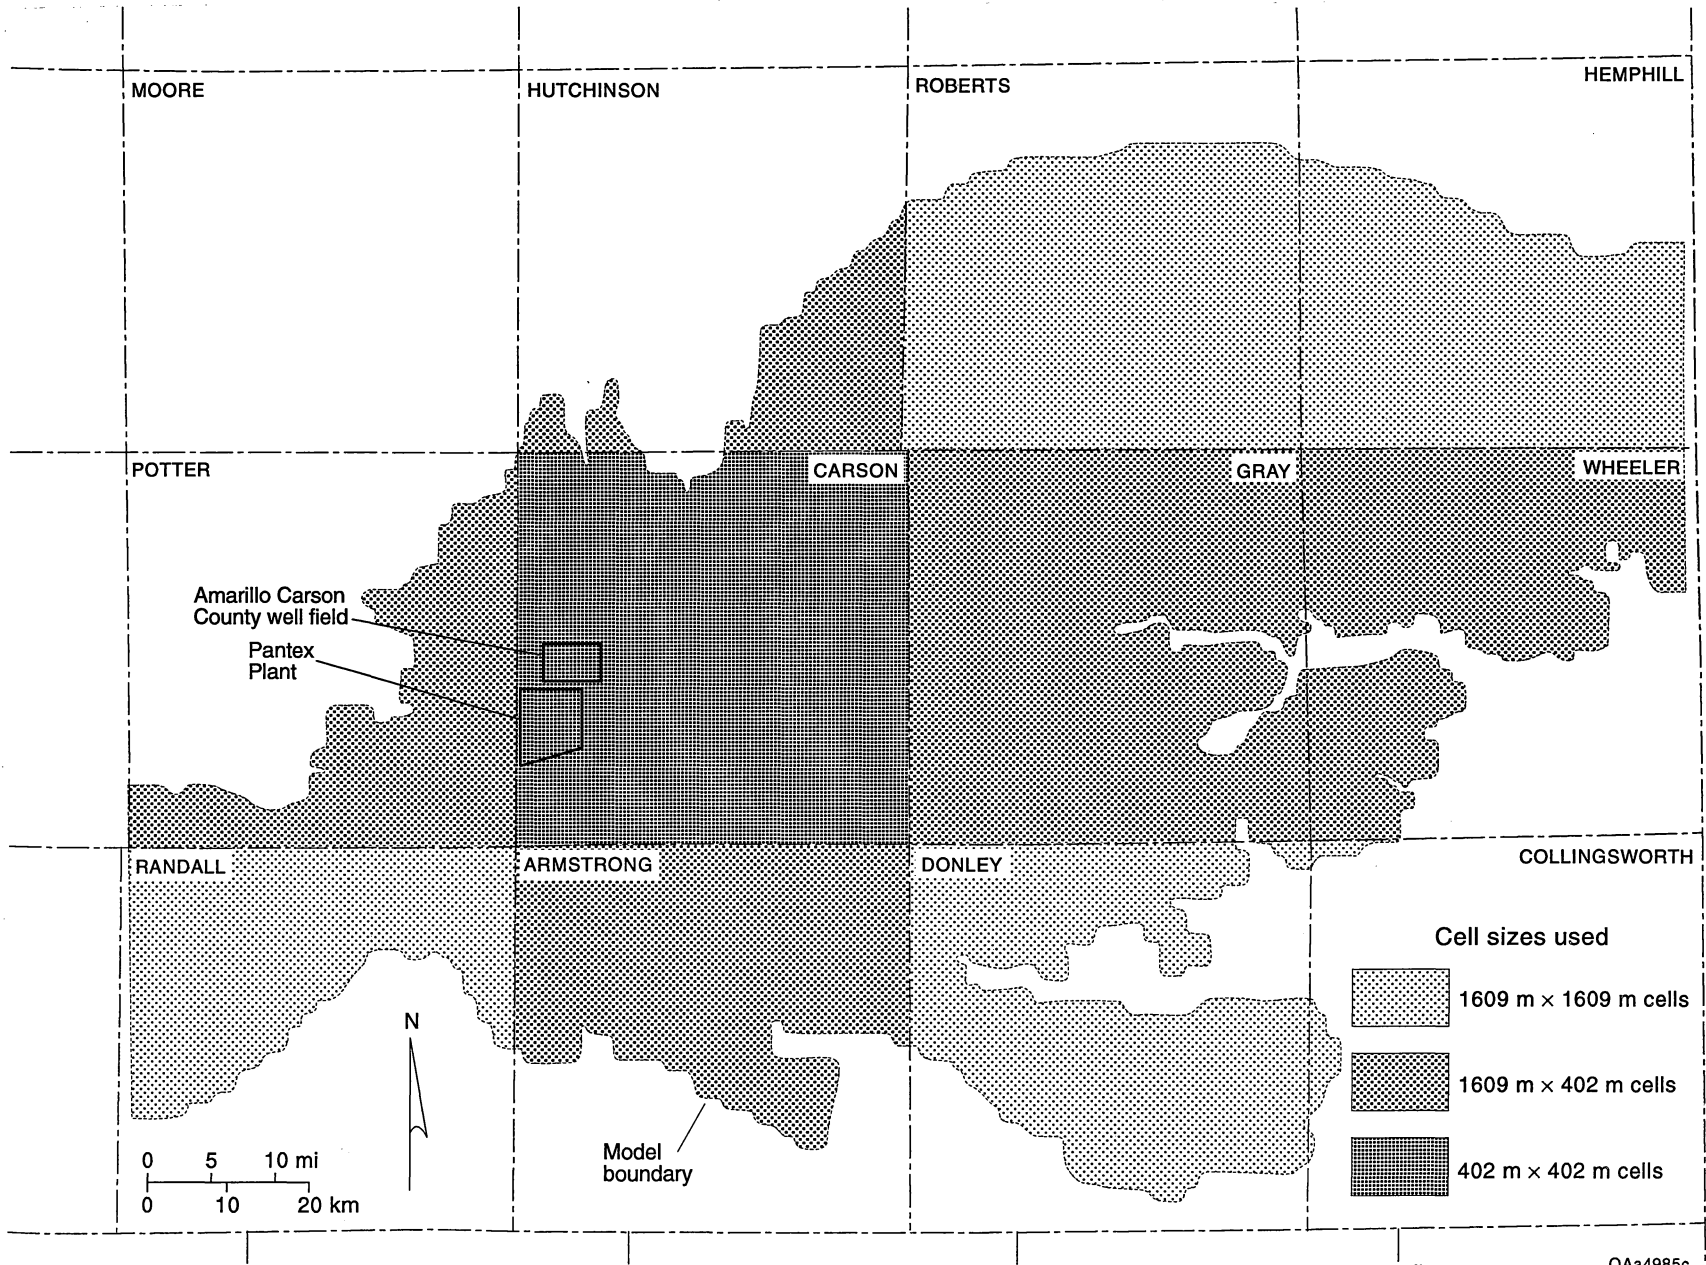 MOORE
HUTCHINSON
ROBERTS
HEMPHILL
POTTER
CARSON
GRAY
WHEELER
Amarillo Carson
County well field
Pantex
Plant
RANDALL
ARMSTRONG
DONLEY
COLLINGSWORTH
Cell sizes used
1609 m × 1609 m cells
1609 m × 402 m cells
402 m × 402 m cells
N
Model
boundary
0 5 10 mi
0 10 20 km
QAa4985c